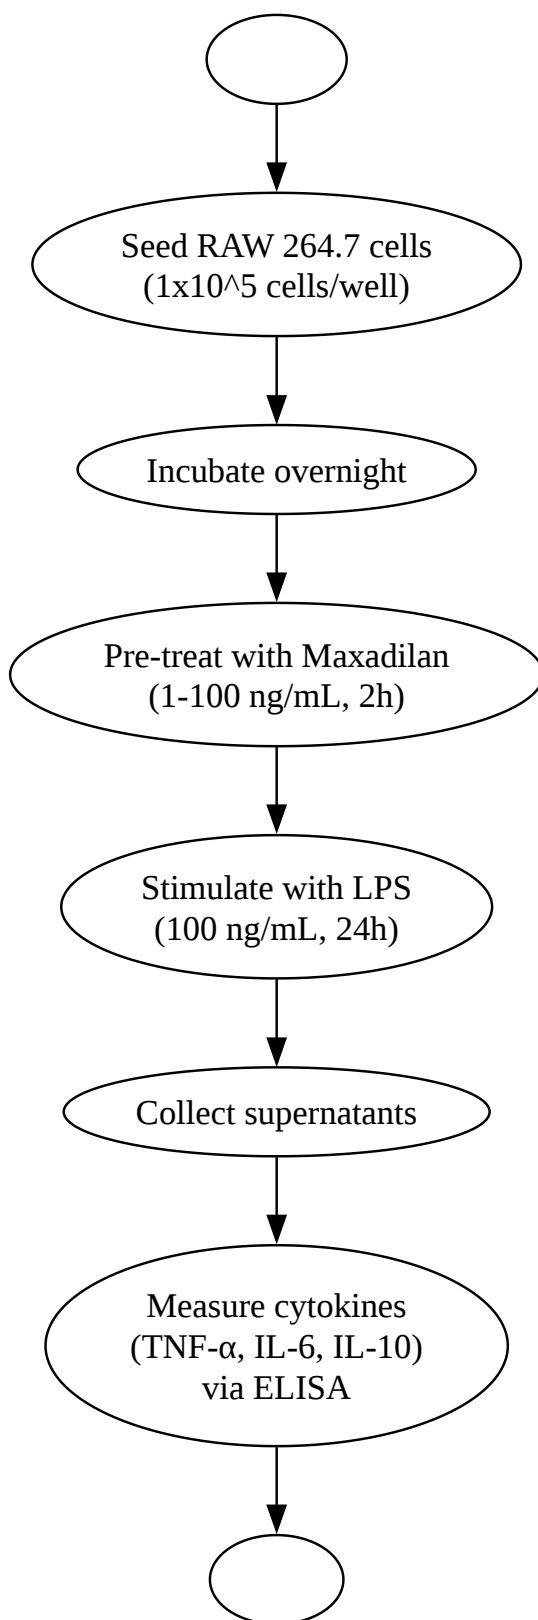 Seed RAW 264.7 cells
(1x10^5 cells/well)
Incubate overnight
Pre-treat with Maxadilan
(1-100 ng/mL, 2h)
Stimulate with LPS
(100 ng/mL, 24h)
Collect supernatants
Measure cytokines
(TNF-α, IL-6, IL-10)
via ELISA